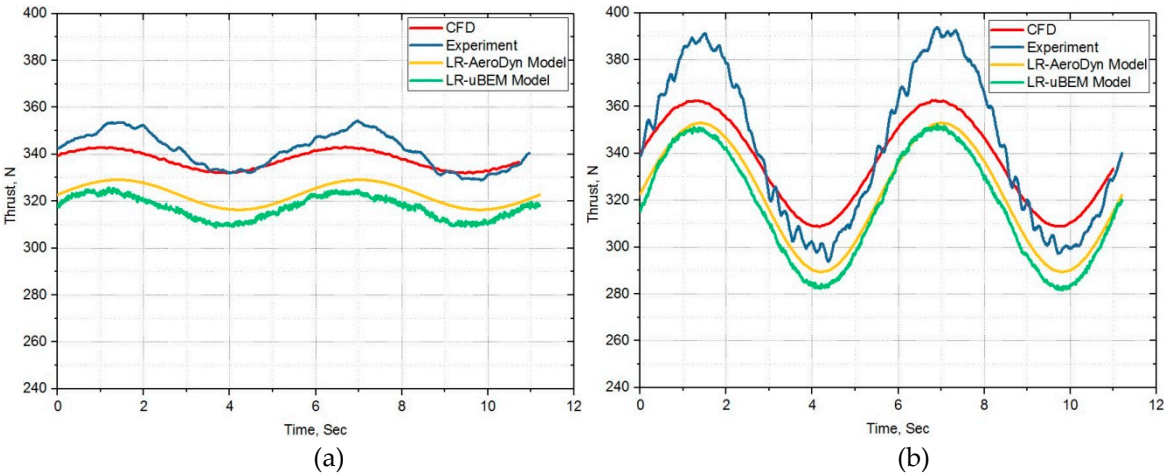 400
380
360
340
320
300
280
260
240
Thrust, N
0 2 4 6 8 10 12
Time, Sec
CFD
Experiment
LR-AeroDyn Model
LR-uBEM Model
(a)
400
380
360
340
320
300
280
260
240
Thrust, N
0 2 4 6 8 10 12
Time, Sec
CFD
Experiment
LR-AeroDyn Model
LR-uBEM Model
(b)